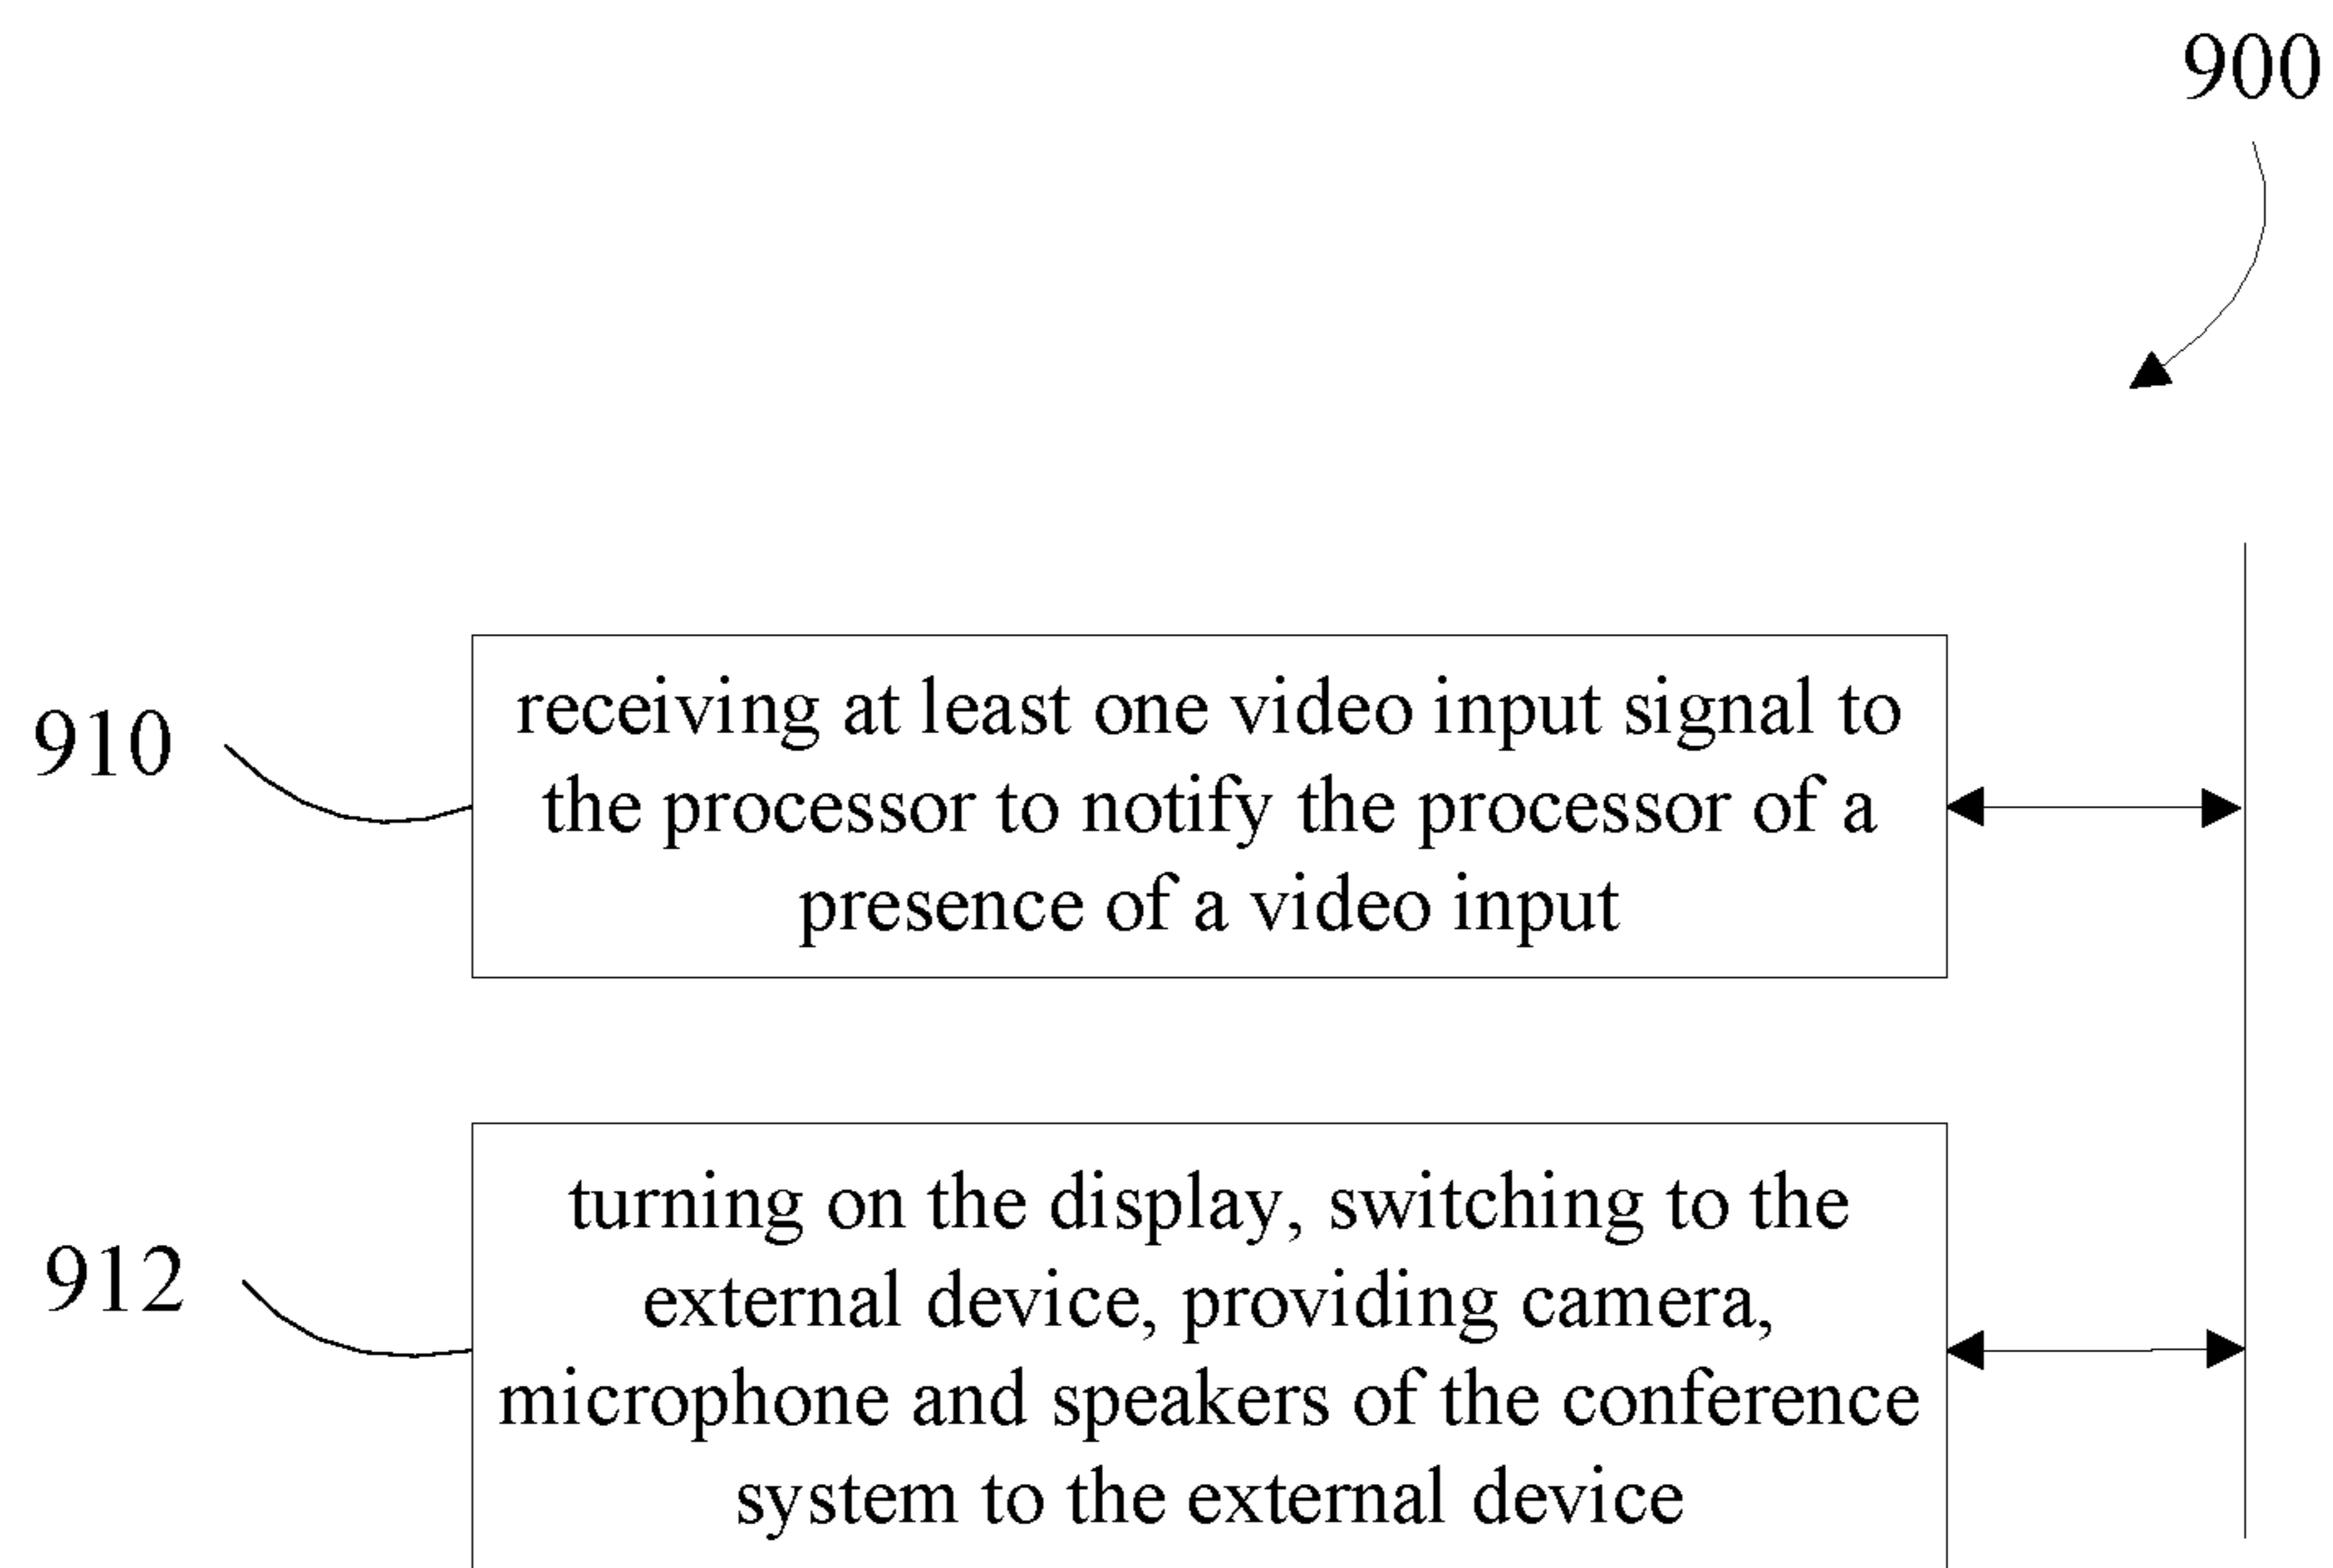 900
910
receiving at least one video input signal to
the processor to notify the processor of a
presence of a video input
912
turning on the display, switching to the
external device, providing camera,
microphone and speakers of the conference
system to the external device